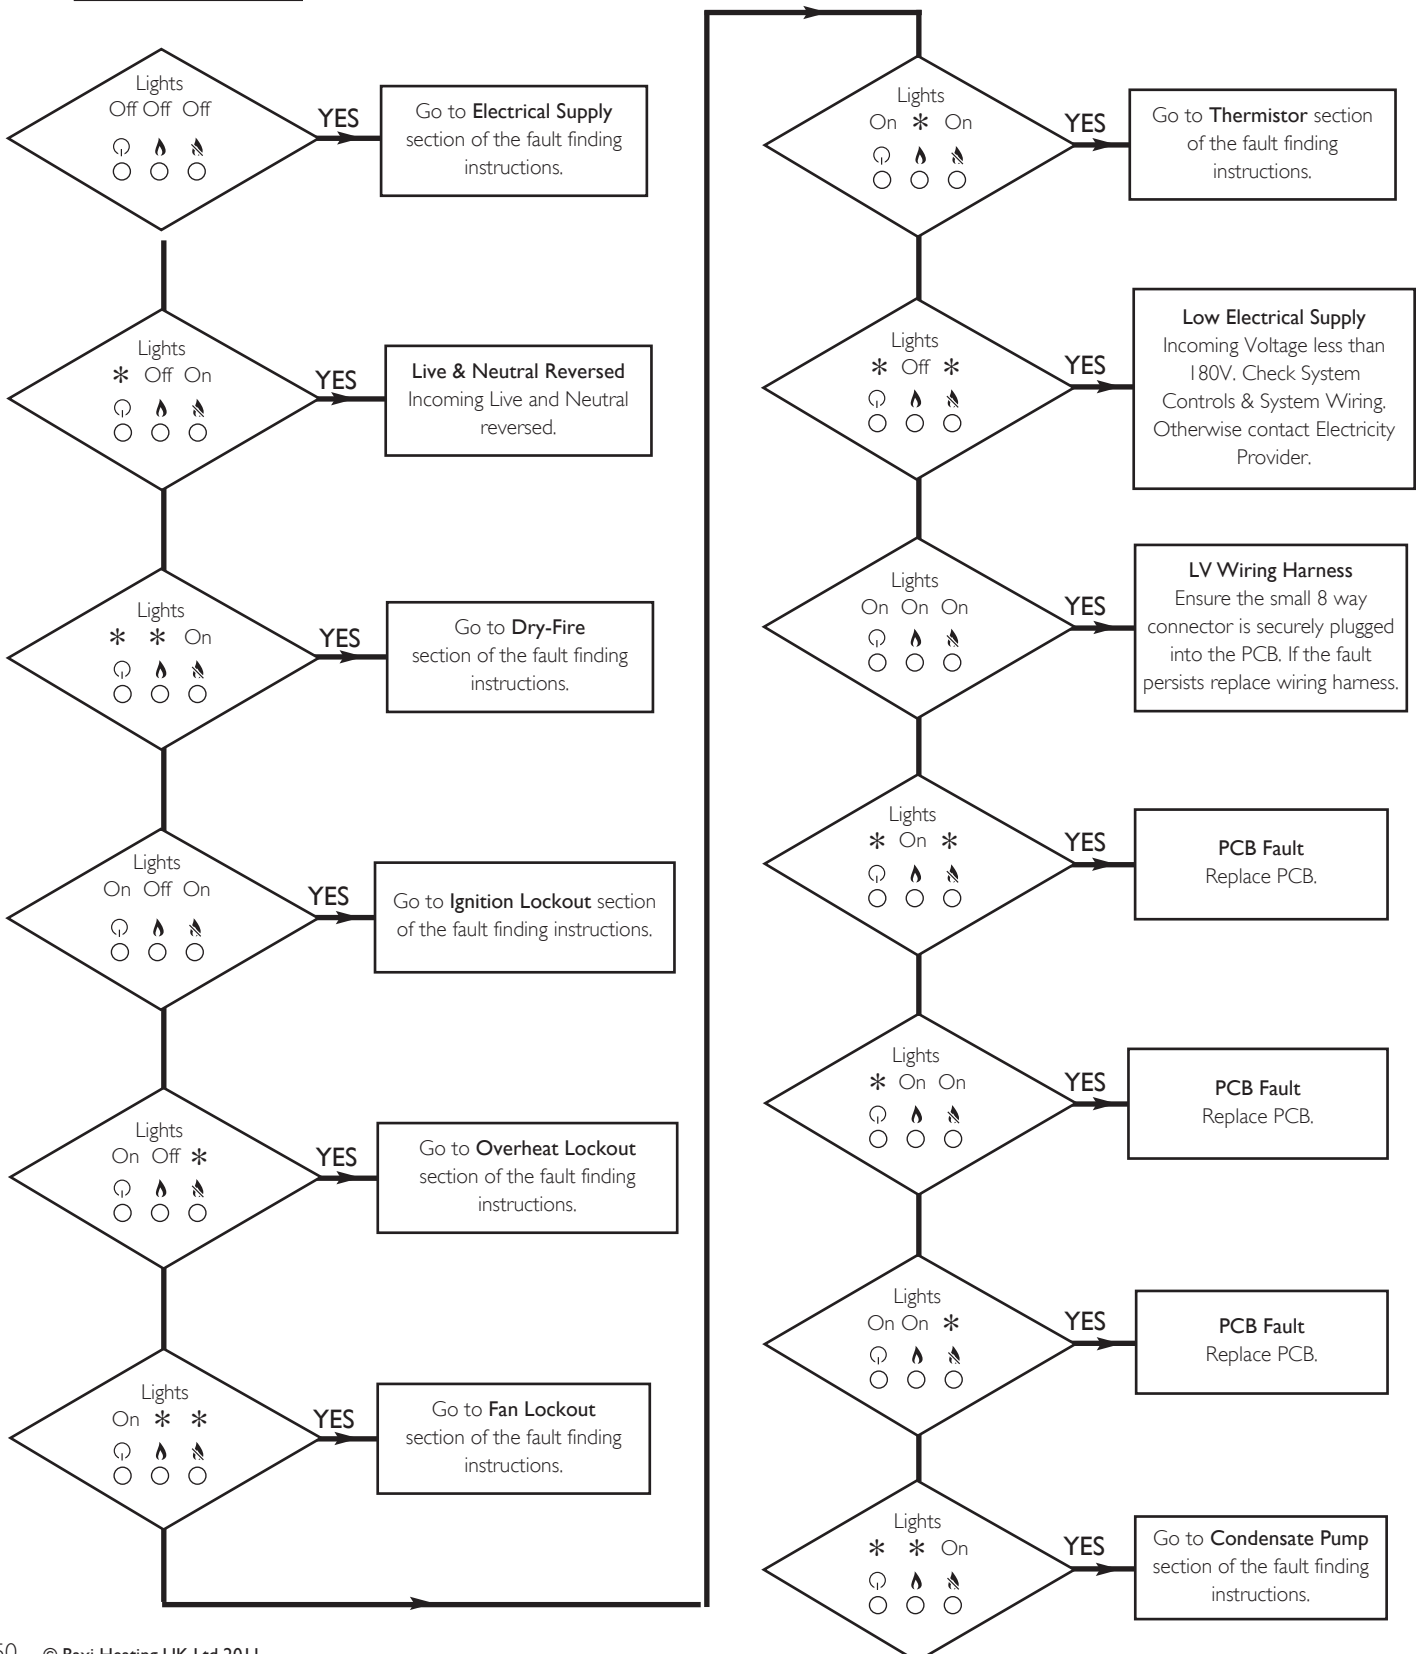 Lights
Off Off Off
YES
Go to Electrical Supply
section of the fault finding
instructions.
Lights
* Off On
YES
Live & Neutral Reversed
Incoming Live and Neutral
reversed.
Lights
* * On
YES
Go to Dry-Fire
section of the fault finding
instructions.
Lights
On Off On
YES
Go to Ignition Lockout section
of the fault finding instructions.
Lights
On Off *
YES
Go to Overheat Lockout
section of the fault finding
instructions.
Lights
On * *
YES
Go to Fan Lockout
section of the fault finding
instructions.
Lights
On * On
YES
Go to Thermistor section
of the fault finding
instructions.
Lights
* Off *
YES
Low Electrical Supply
Incoming Voltage less than
180V. Check System
Controls & System Wiring.
Otherwise contact Electricity
Provider.
Lights
On On On
YES
LV Wiring Harness
Ensure the small 8 way
connector is securely plugged
into the PCB. If the fault
persists replace wiring harness.
Lights
* On *
YES
PCB Fault
Replace PCB.
Lights
* On On
YES
PCB Fault
Replace PCB.
Lights
On On *
YES
PCB Fault
Replace PCB.
Lights
* * On
YES
Go to Condensate Pump
section of the fault finding
instructions.
© Baxi Heating UK Ltd 2011